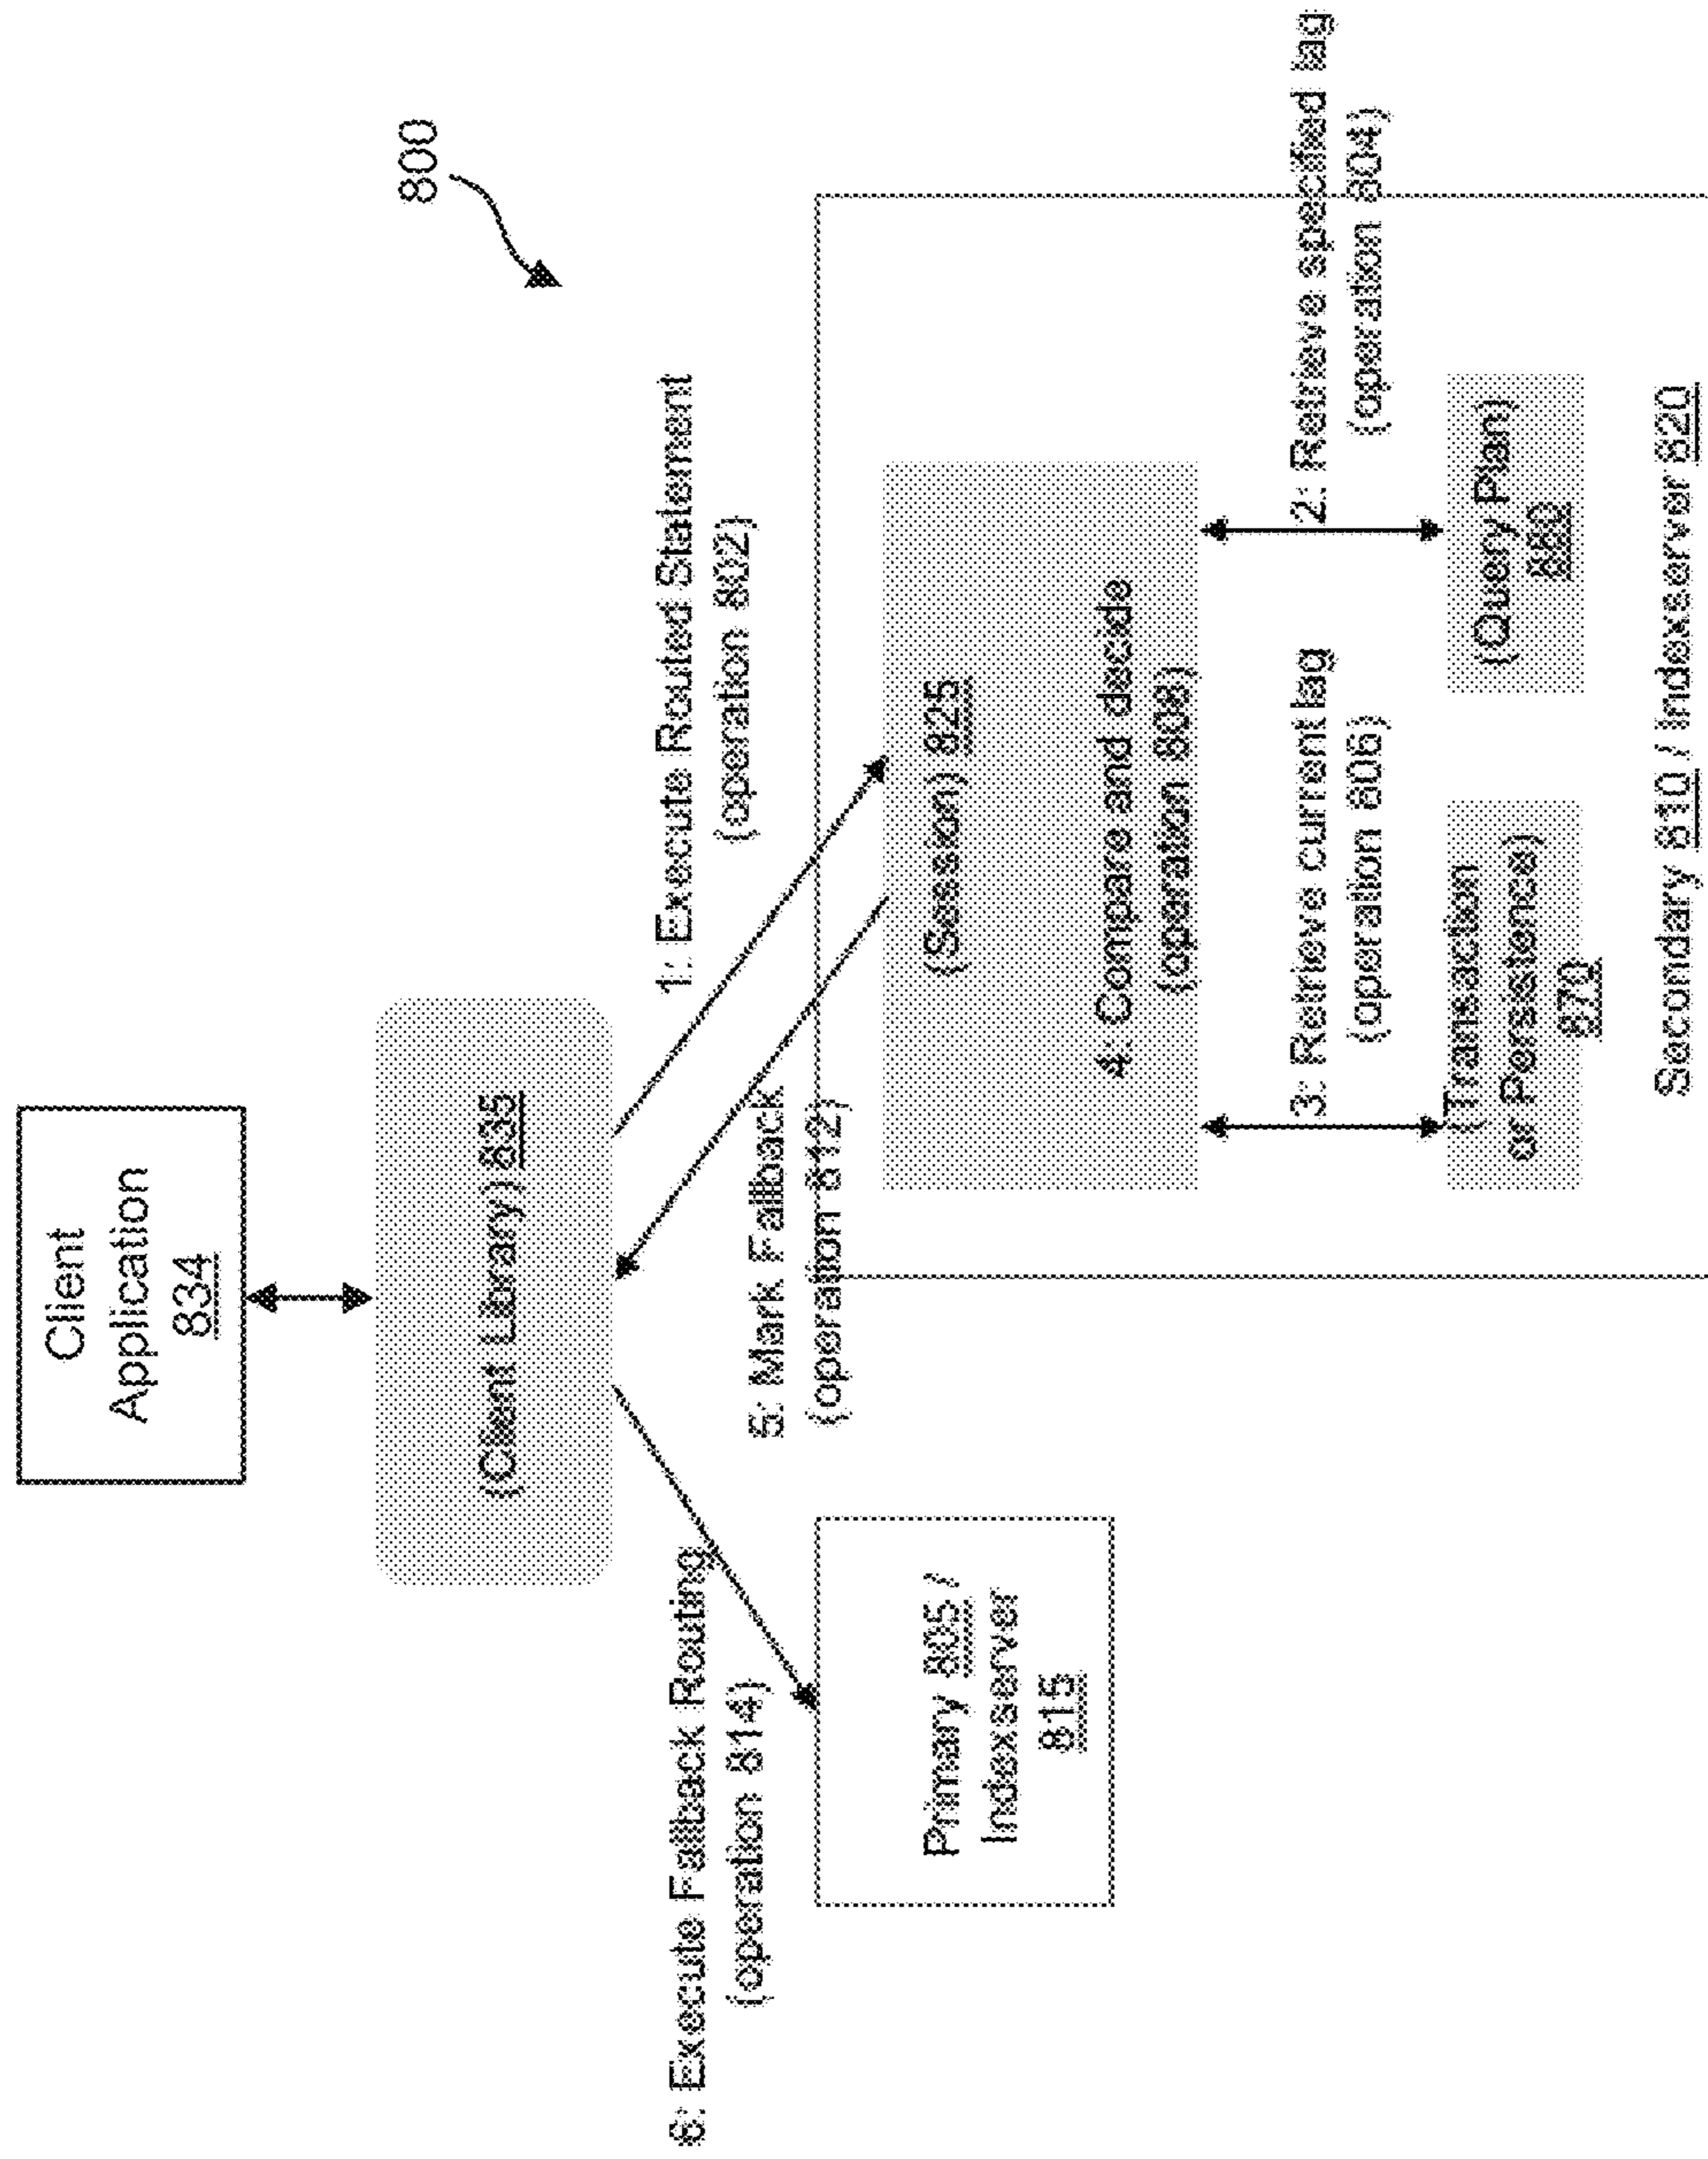 800
Client
Application
834
(Client Library) 835
1: Execute Routed Statement
(operation 802)
5: Mark Fallback
(operation 812)
6: Execute Fallback Routing
(operation 814)
Primary 805 /
Indexserver
815
(Session) 825
4: Compare and decide
(operation 808)
3: Retrieve current lag
(operation 806)
2: Retrieve specified lag
(operation 804)
(Transaction
or Persistence)
870
(Query Plan)
Secondary 810 / Indexserver 820